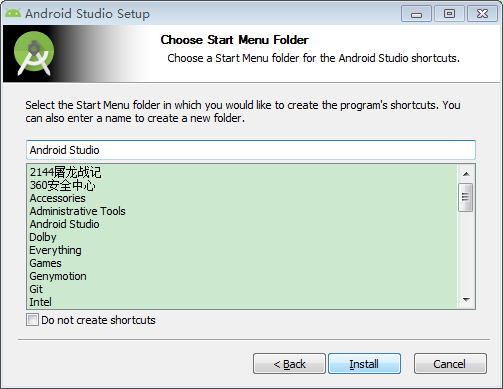 Android Studio Setup
Choose Start Menu Folder
Choose a Start Menu folder for the Android Studio shortcuts.
Select the Start Menu folder in which you would like to create the program's shortcuts. You
can also enter a name to create a new folder.
Android Studio
2144屠龙战记
360安全中心
Accessories
Administrative Tools
Android Studio
Dolby
Everything
Games
Genymotion
Git
Intel
Do not create shortcuts
< Back
Install
Cancel